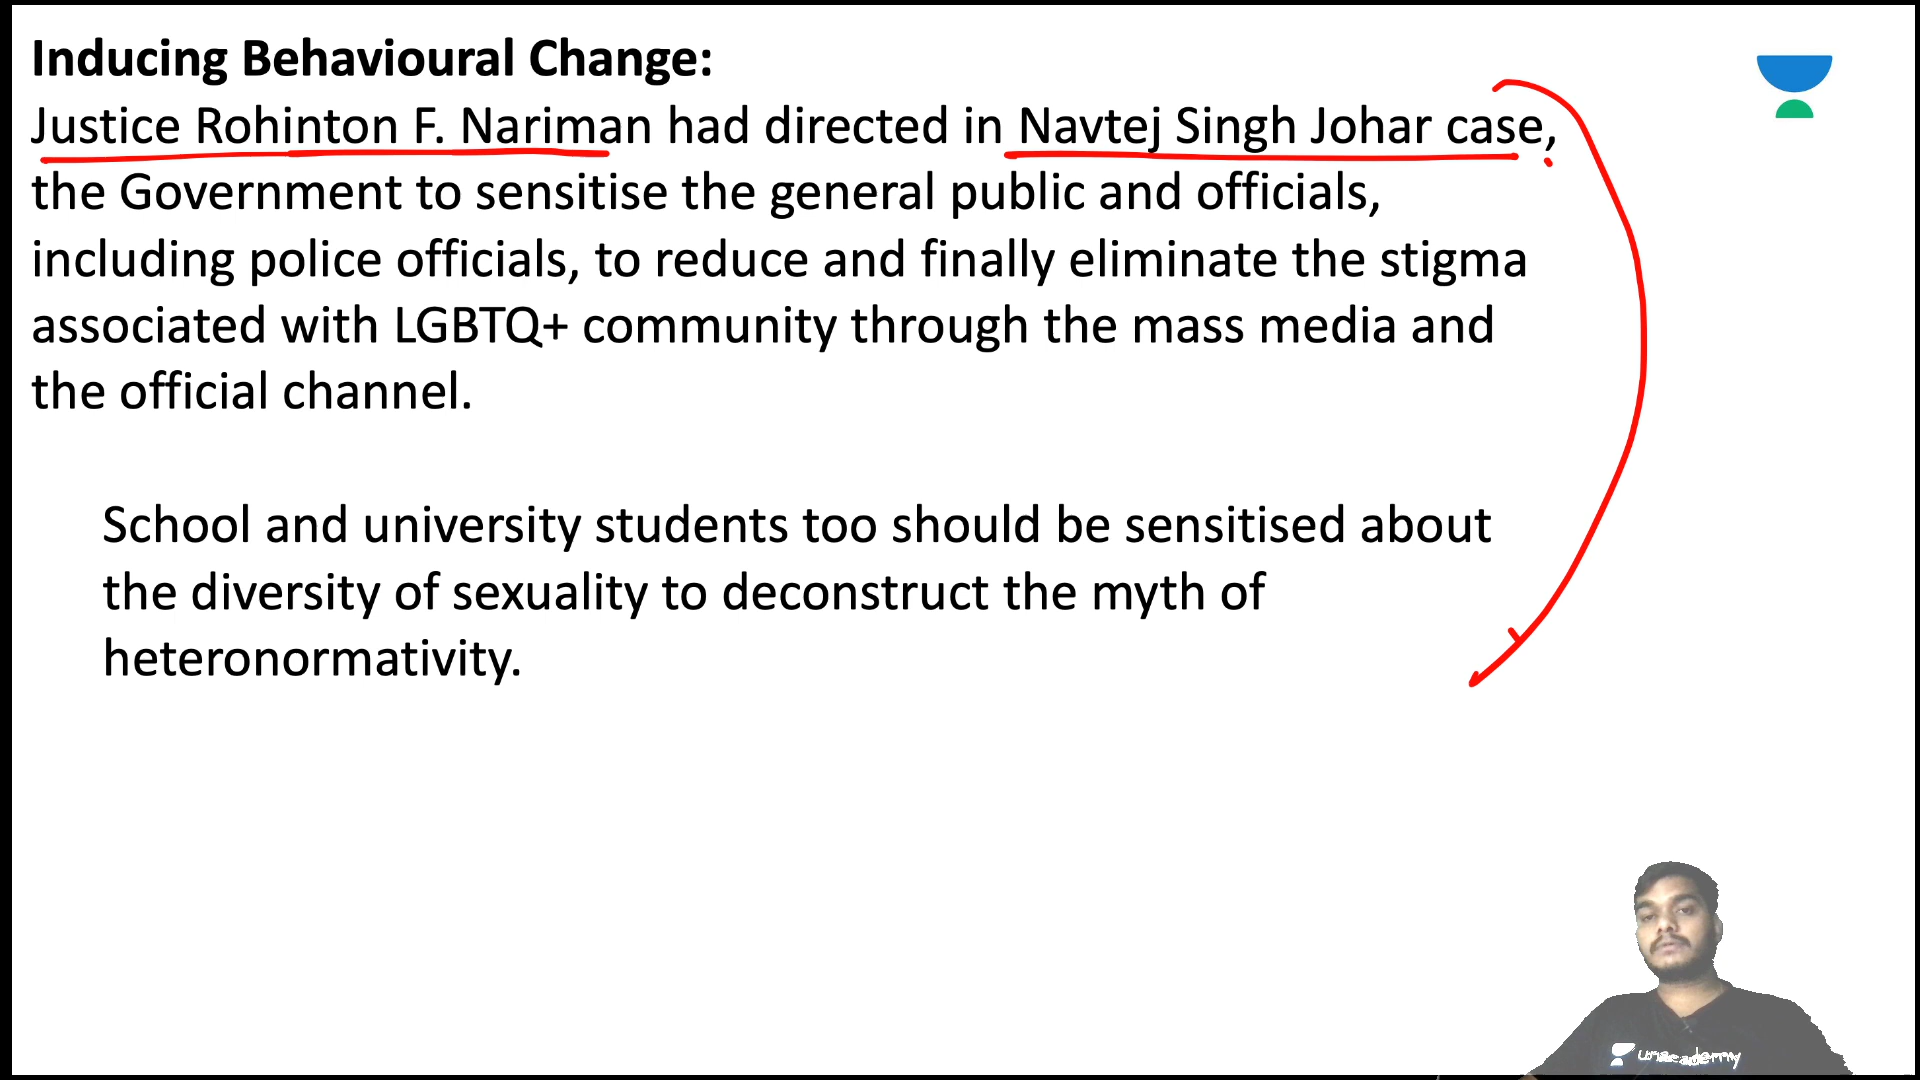 Inducing Behavioural Change:
Justice Rohinton F. Nariman had directed in Navtej Singh Johar case,
the Government to sensitise the general public and officials,
including police officials, to reduce and finally eliminate the stigma
associated with LGBTQ+ community through the mass media and
the official channel.
School and university students too should be sensitised about
the diversity of sexuality to deconstruct the myth of
heteronormativity.
unacademy